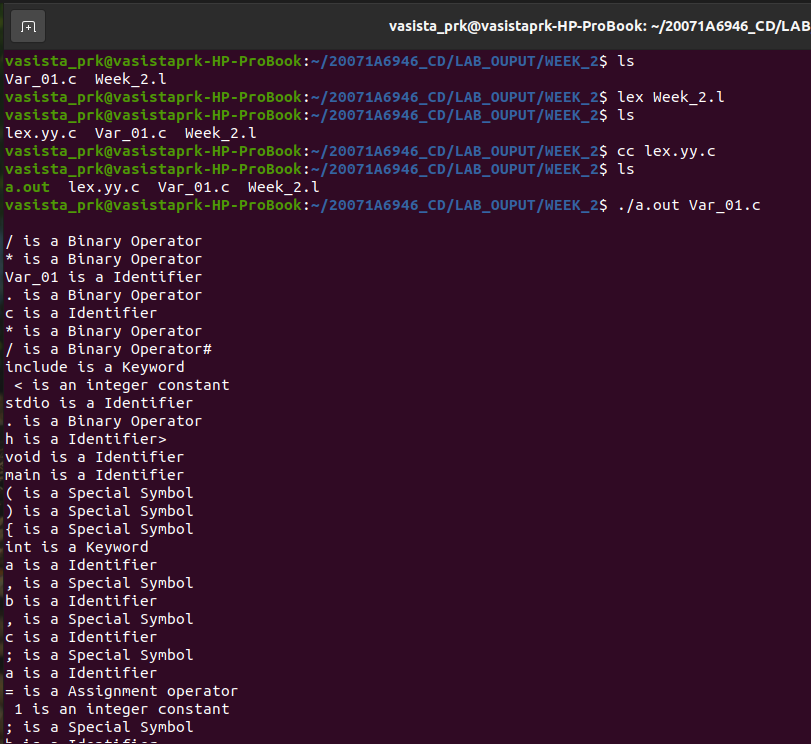 vasista_prk@vasistaprk-HP-ProBook: ~/20071A6946_CD/LAB
vasista_prk@vasistaprk-HP-ProBook:~/20071A6946_CD/LAB_OUPUT/WEEK_2$ ls
Var_01.c  Week_2.l
vasista_prk@vasistaprk-HP-ProBook:~/20071A6946_CD/LAB_OUPUT/WEEK_2$ lex Week_2.l
vasista_prk@vasistaprk-HP-ProBook:~/20071A6946_CD/LAB_OUPUT/WEEK_2$ ls
lex.yy.c  Var_01.c  Week_2.l
vasista_prk@vasistaprk-HP-ProBook:~/20071A6946_CD/LAB_OUPUT/WEEK_2$ cc lex.yy.c
vasista_prk@vasistaprk-HP-ProBook:~/20071A6946_CD/LAB_OUPUT/WEEK_2$ ls
a.out  lex.yy.c  Var_01.c  Week_2.l
vasista_prk@vasistaprk-HP-ProBook:~/20071A6946_CD/LAB_OUPUT/WEEK_2$ ./a.out Var_01.c
/ is a Binary Operator
* is a Binary Operator
Var_01 is a Identifier
. is a Binary Operator
c is a Identifier
* is a Binary Operator
/ is a Binary Operator#
include is a Keyword
 < is an integer constant
stdio is a Identifier
. is a Binary Operator
h is a Identifier>
void is a Identifier
main is a Identifier
( is a Special Symbol
) is a Special Symbol
{ is a Special Symbol
int is a Keyword
a is a Identifier
, is a Special Symbol
b is a Identifier
, is a Special Symbol
c is a Identifier
; is a Special Symbol
a is a Identifier
= is a Assignment operator
 1 is an integer constant
; is a Special Symbol
b is a Identifier